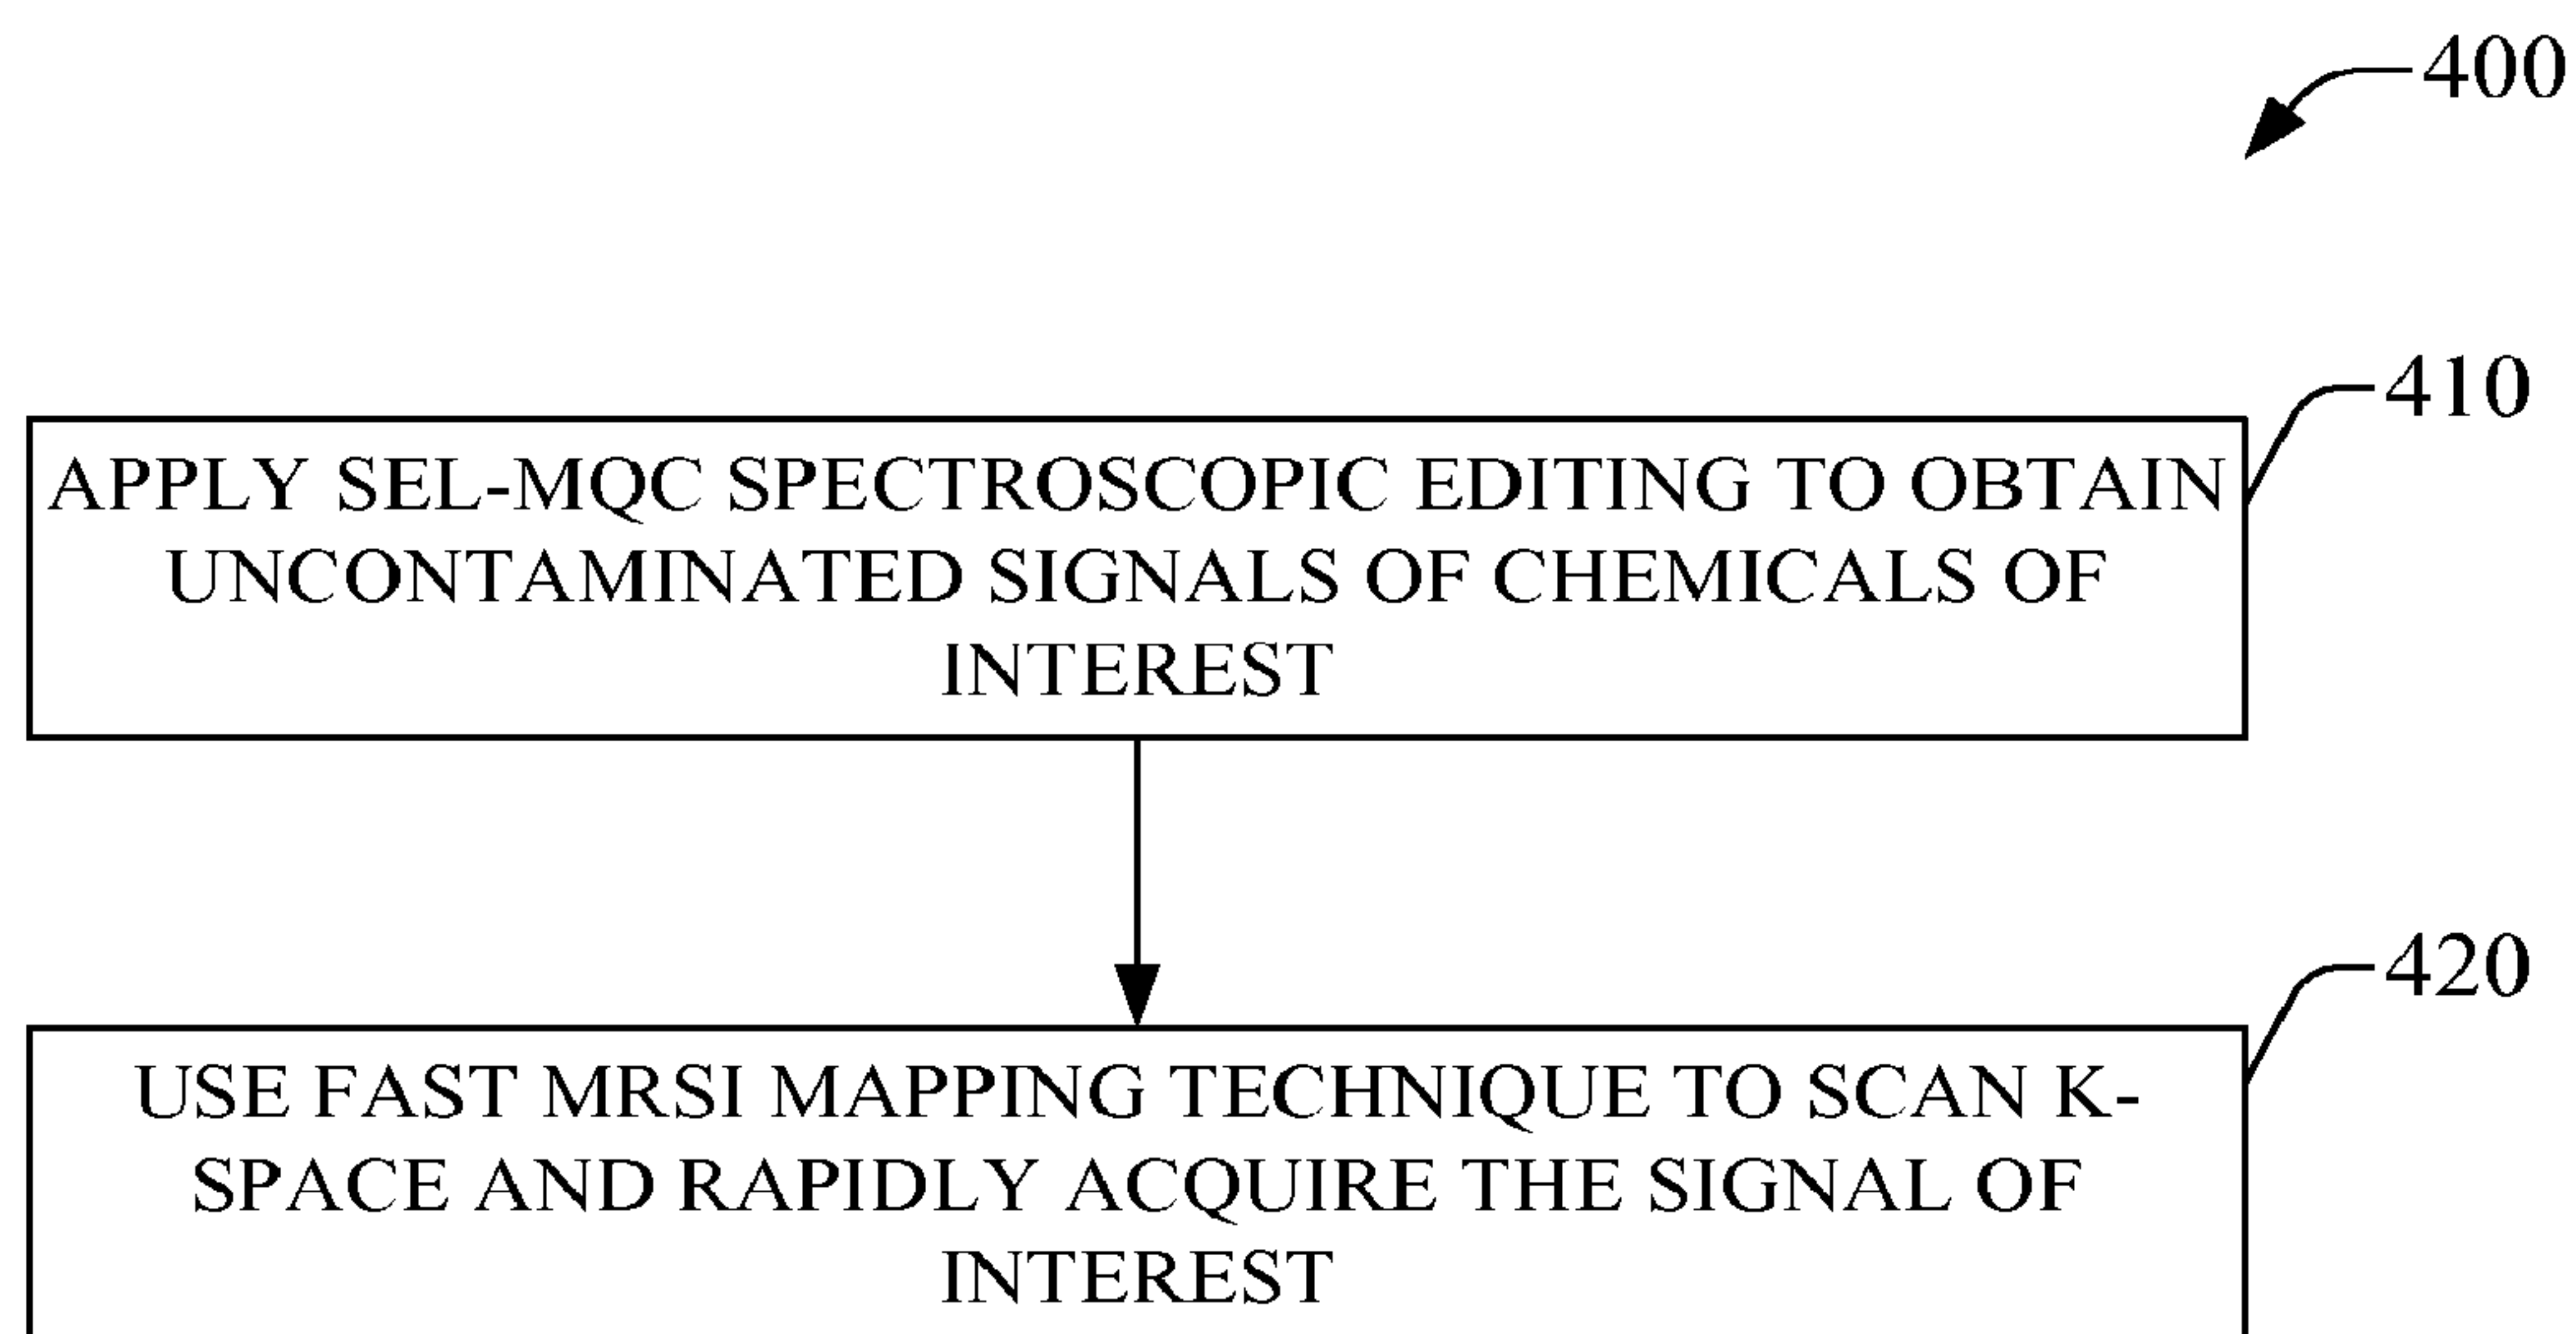 400
410
APPLY SEL-MQC SPECTROSCOPIC EDITING TO OBTAIN
UNCONTAMINATED SIGNALS OF CHEMICALS OF
INTEREST
420
USE FAST MRSI MAPPING TECHNIQUE TO SCAN K-
SPACE AND RAPIDLY ACQUIRE THE SIGNAL OF
INTEREST